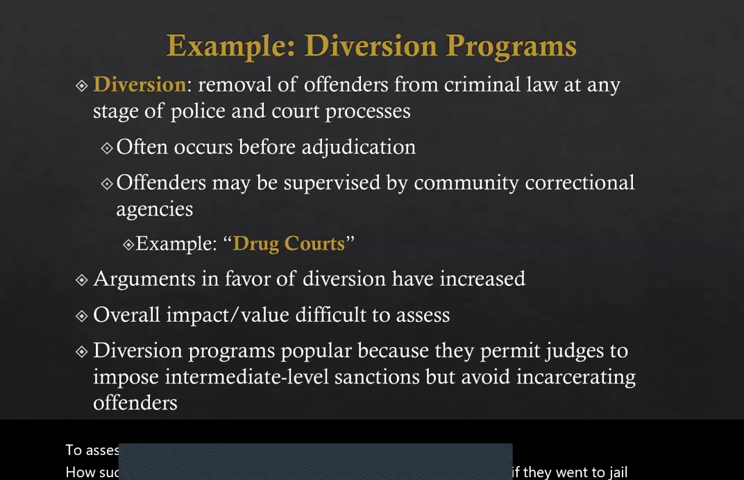 Example: Diversion Programs
Diversion: removal of offenders from criminal law at any
stage of police and court processes
Often occurs before adjudication
Offenders may be supervised by community correctional
agencies
Example: “Drug Courts”
Arguments in favor of diversion have increased
Overall impact/value difficult to assess
Diversion programs popular because they permit judges to
impose intermediate-level sanctions but avoid incarcerating
offenders
To
How if they went to jail